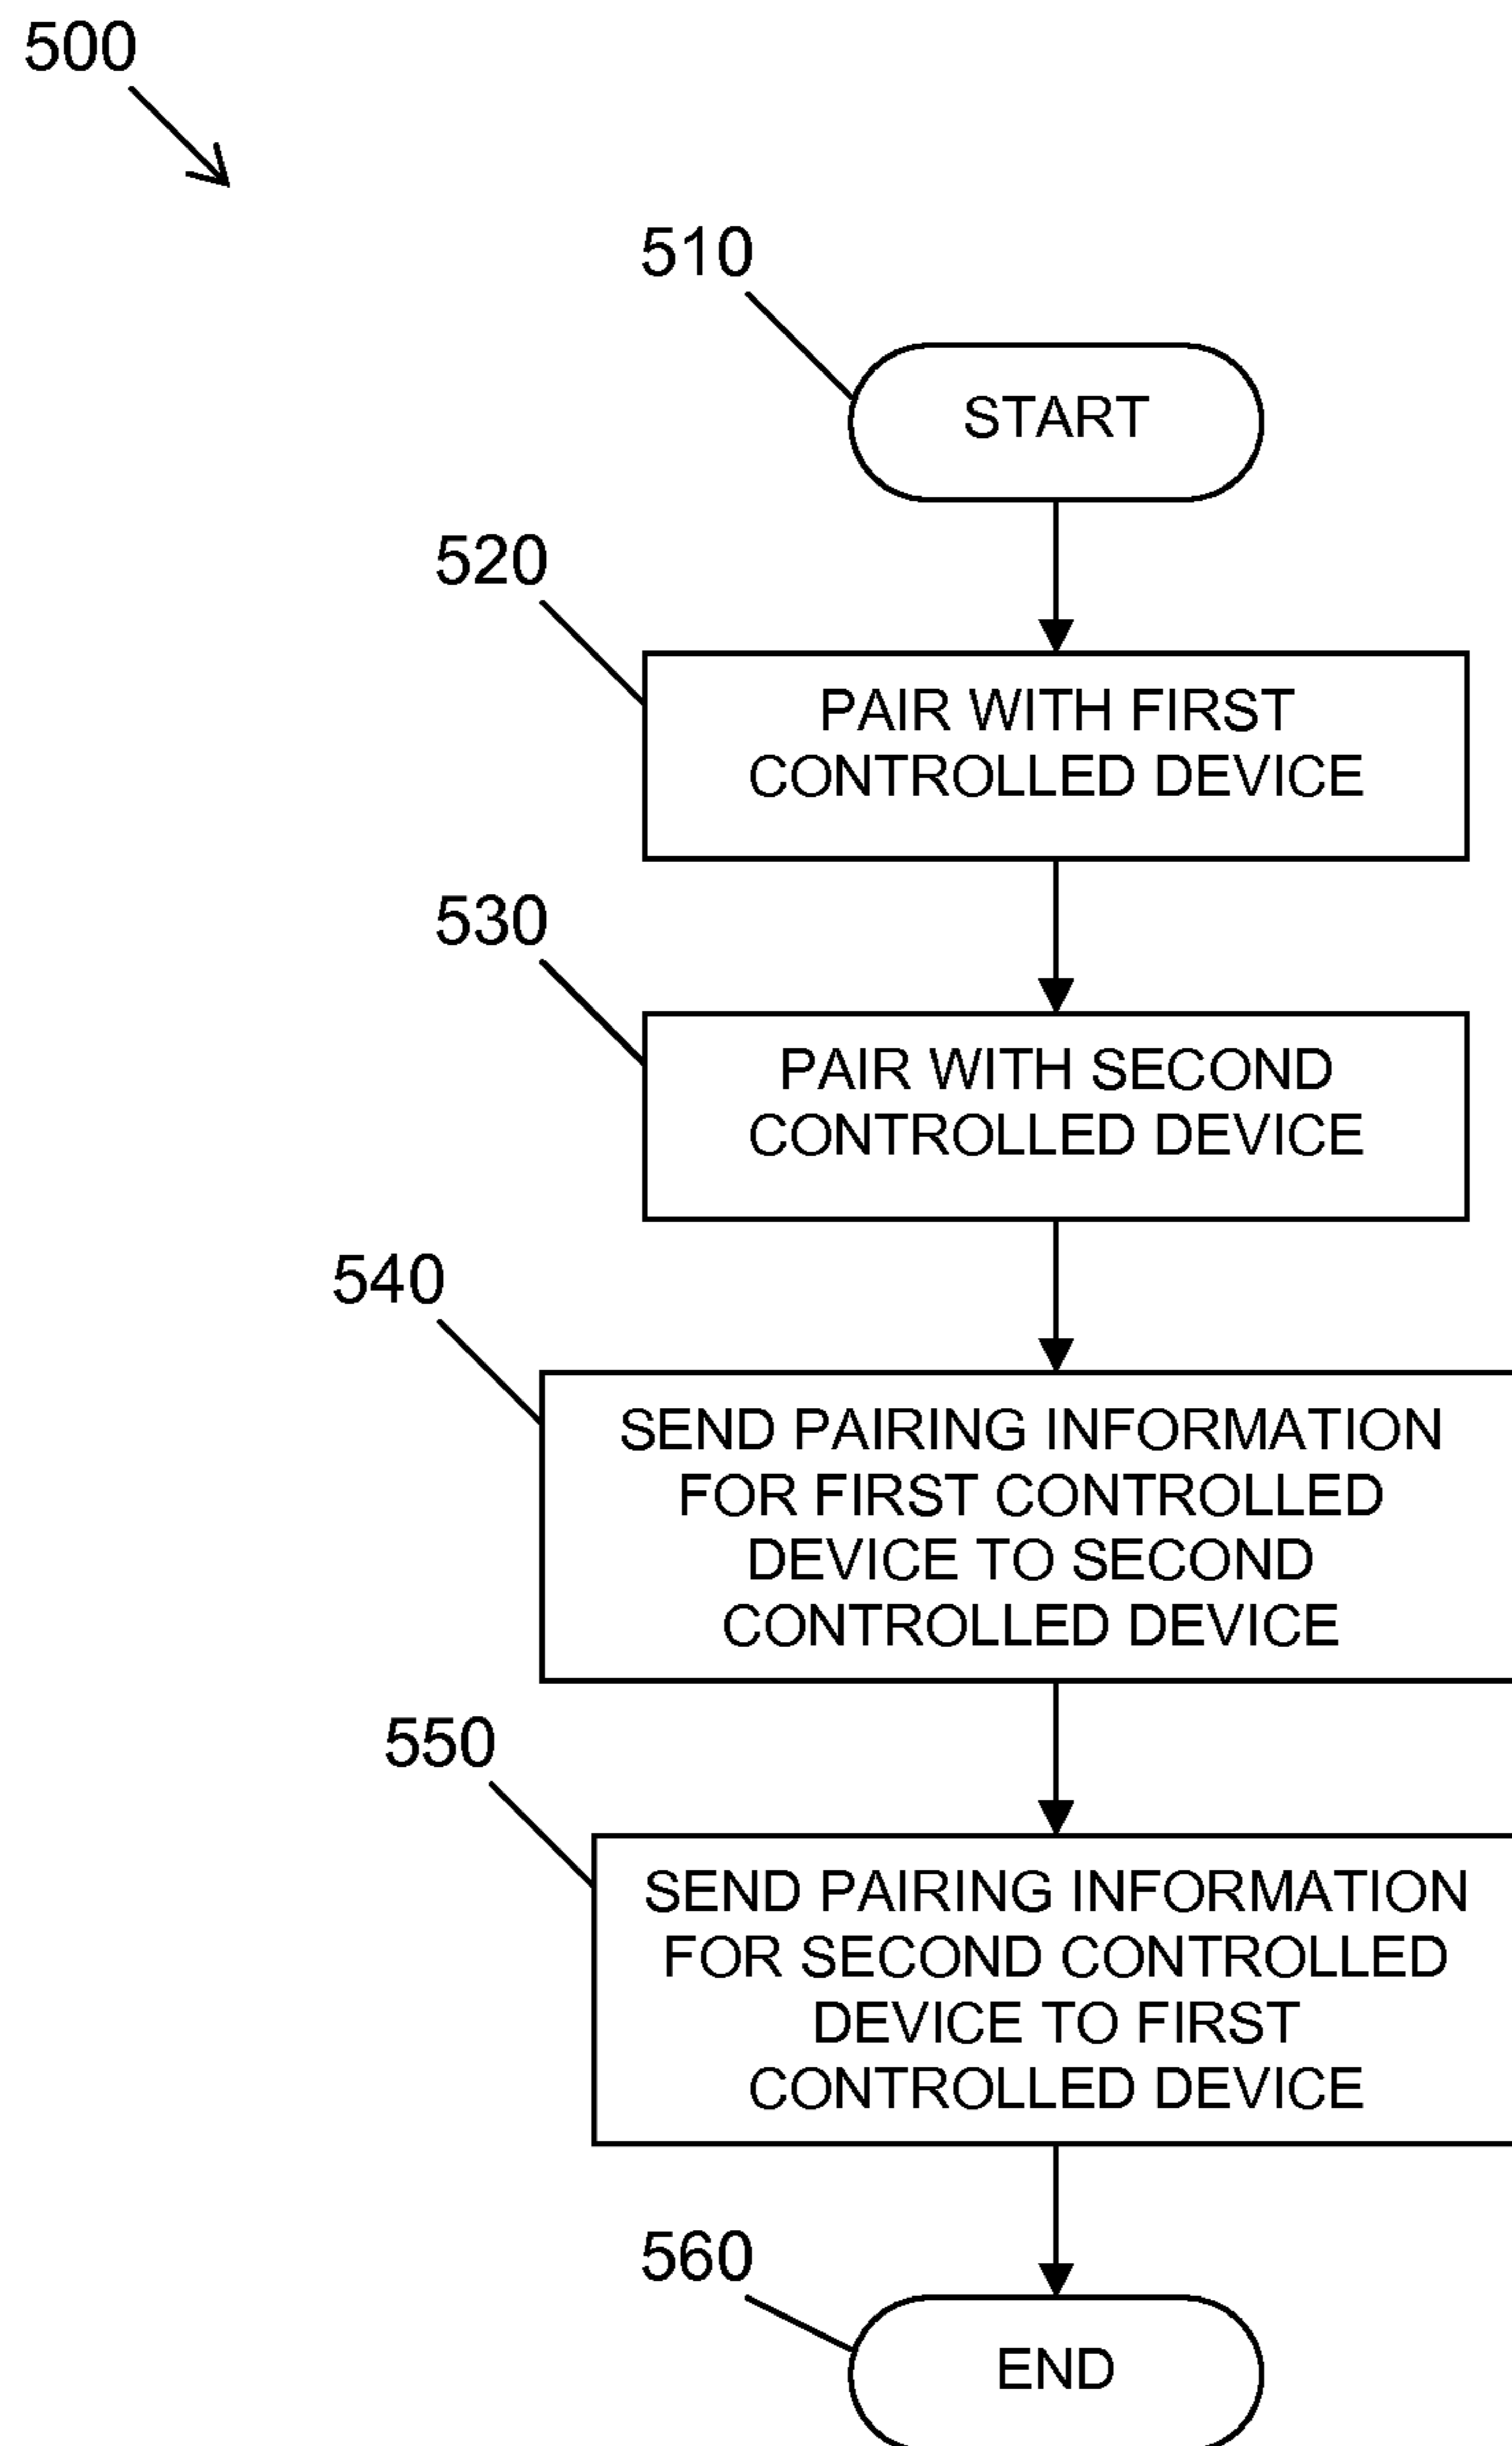 500
510
START
520
PAIR WITH FIRST
CONTROLLED DEVICE
530
PAIR WITH SECOND
CONTROLLED DEVICE
540
SEND PAIRING INFORMATION
FOR FIRST CONTROLLED
DEVICE TO SECOND
CONTROLLED DEVICE
550
SEND PAIRING INFORMATION
FOR SECOND CONTROLLED
DEVICE TO FIRST
CONTROLLED DEVICE
560
END